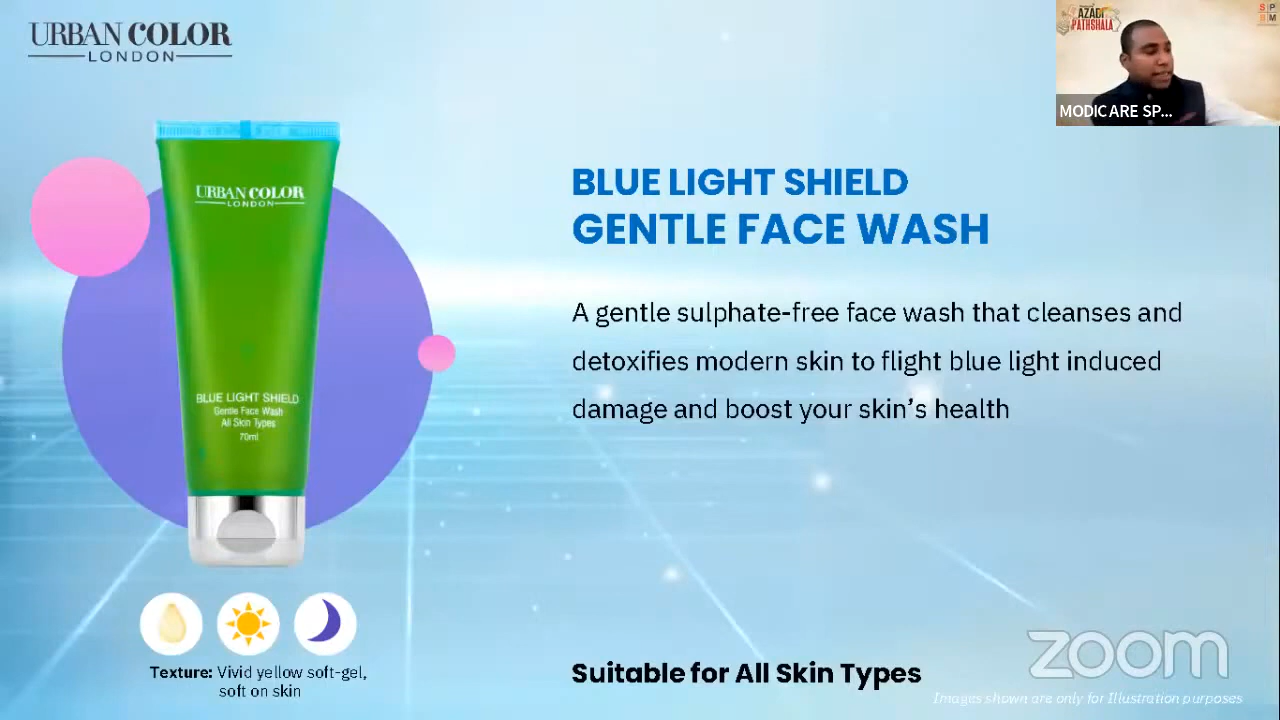 URBAN COLOR
LONDON
AZADI
PATHSHALA
S P
B M
MODICARE SP...
URBAN COLOR
LONDON
BLUE LIGHT SHIELD
GENTLE FACE WASH
A gentle sulphate-free face wash that cleanses and
detoxifies modern skin to flight blue light induced
damage and boost your skin's health
BLUE LIGHT SHIELD
Gentle Face Wash
All Skin Types
70ml
Texture: Vivid yellow soft-gel,
soft on skin
Suitable for All Skin Types
zoom
Images shown are only for Illustration purposes